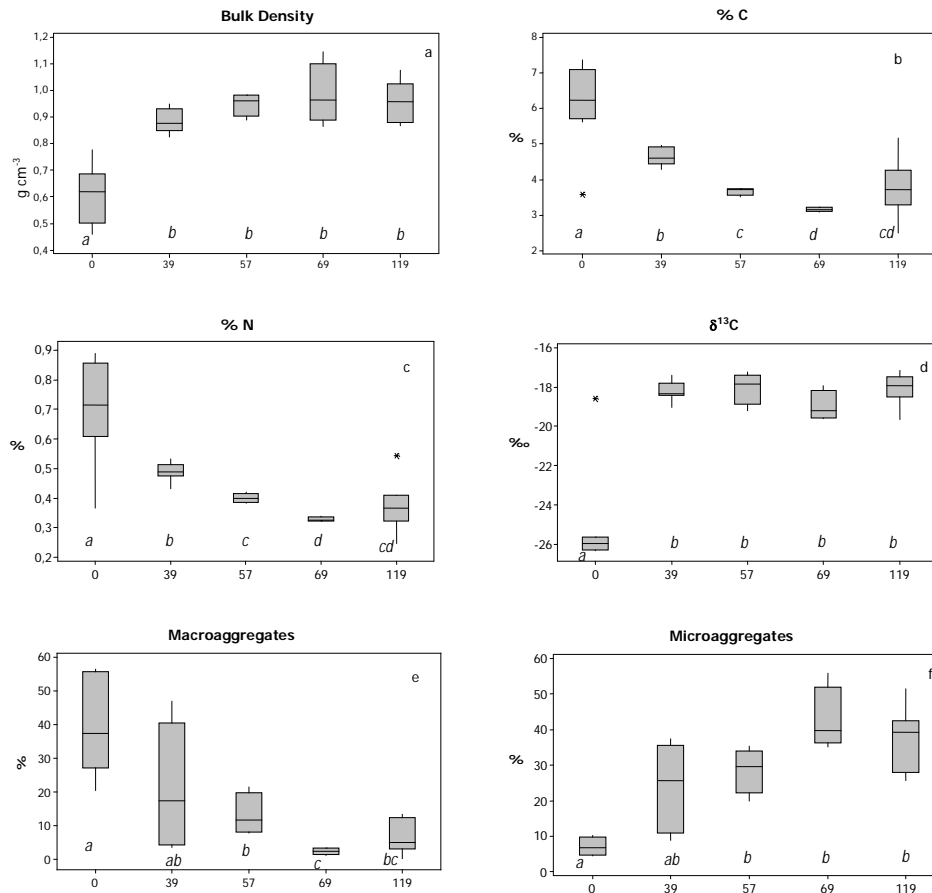 Bulk Density
1,2
1,1
1,0
0,9
0,8
0,7
0,6
0,5
0,4
g cm⁻³
a
a b b b b
0 39 57 69 119
% C
8
7
6
5
4
3
2
%
b
*
a b c d cd
0 39 57 69 119
% N
0,9
0,8
0,7
0,6
0,5
0,4
0,3
0,2
%
c
*
a b c d cd
0 39 57 69 119
δ¹³C
-16
-18
-20
-22
-24
-26
‰
d
*
a b b b b
0 39 57 69 119
Macroaggregates
60
50
40
30
20
10
0
%
e
a ab b c bc
0 39 57 69 119
Microaggregates
60
50
40
30
20
10
0
%
f
a ab b b b
0 39 57 69 119